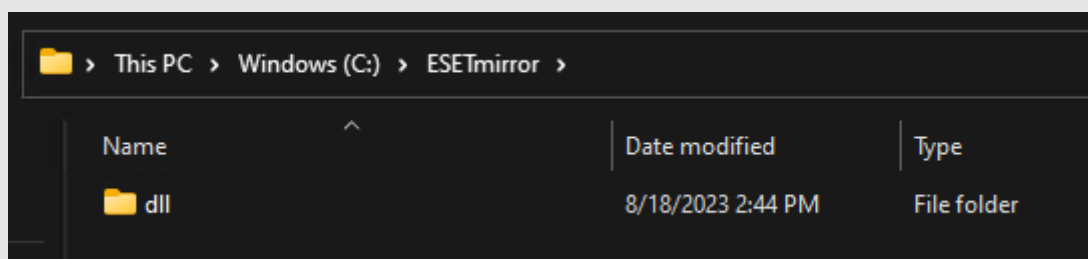 This PC > Windows (C:) > ESETmirror >
Name Date modified Type
dll 8/18/2023 2:44 PM File folder